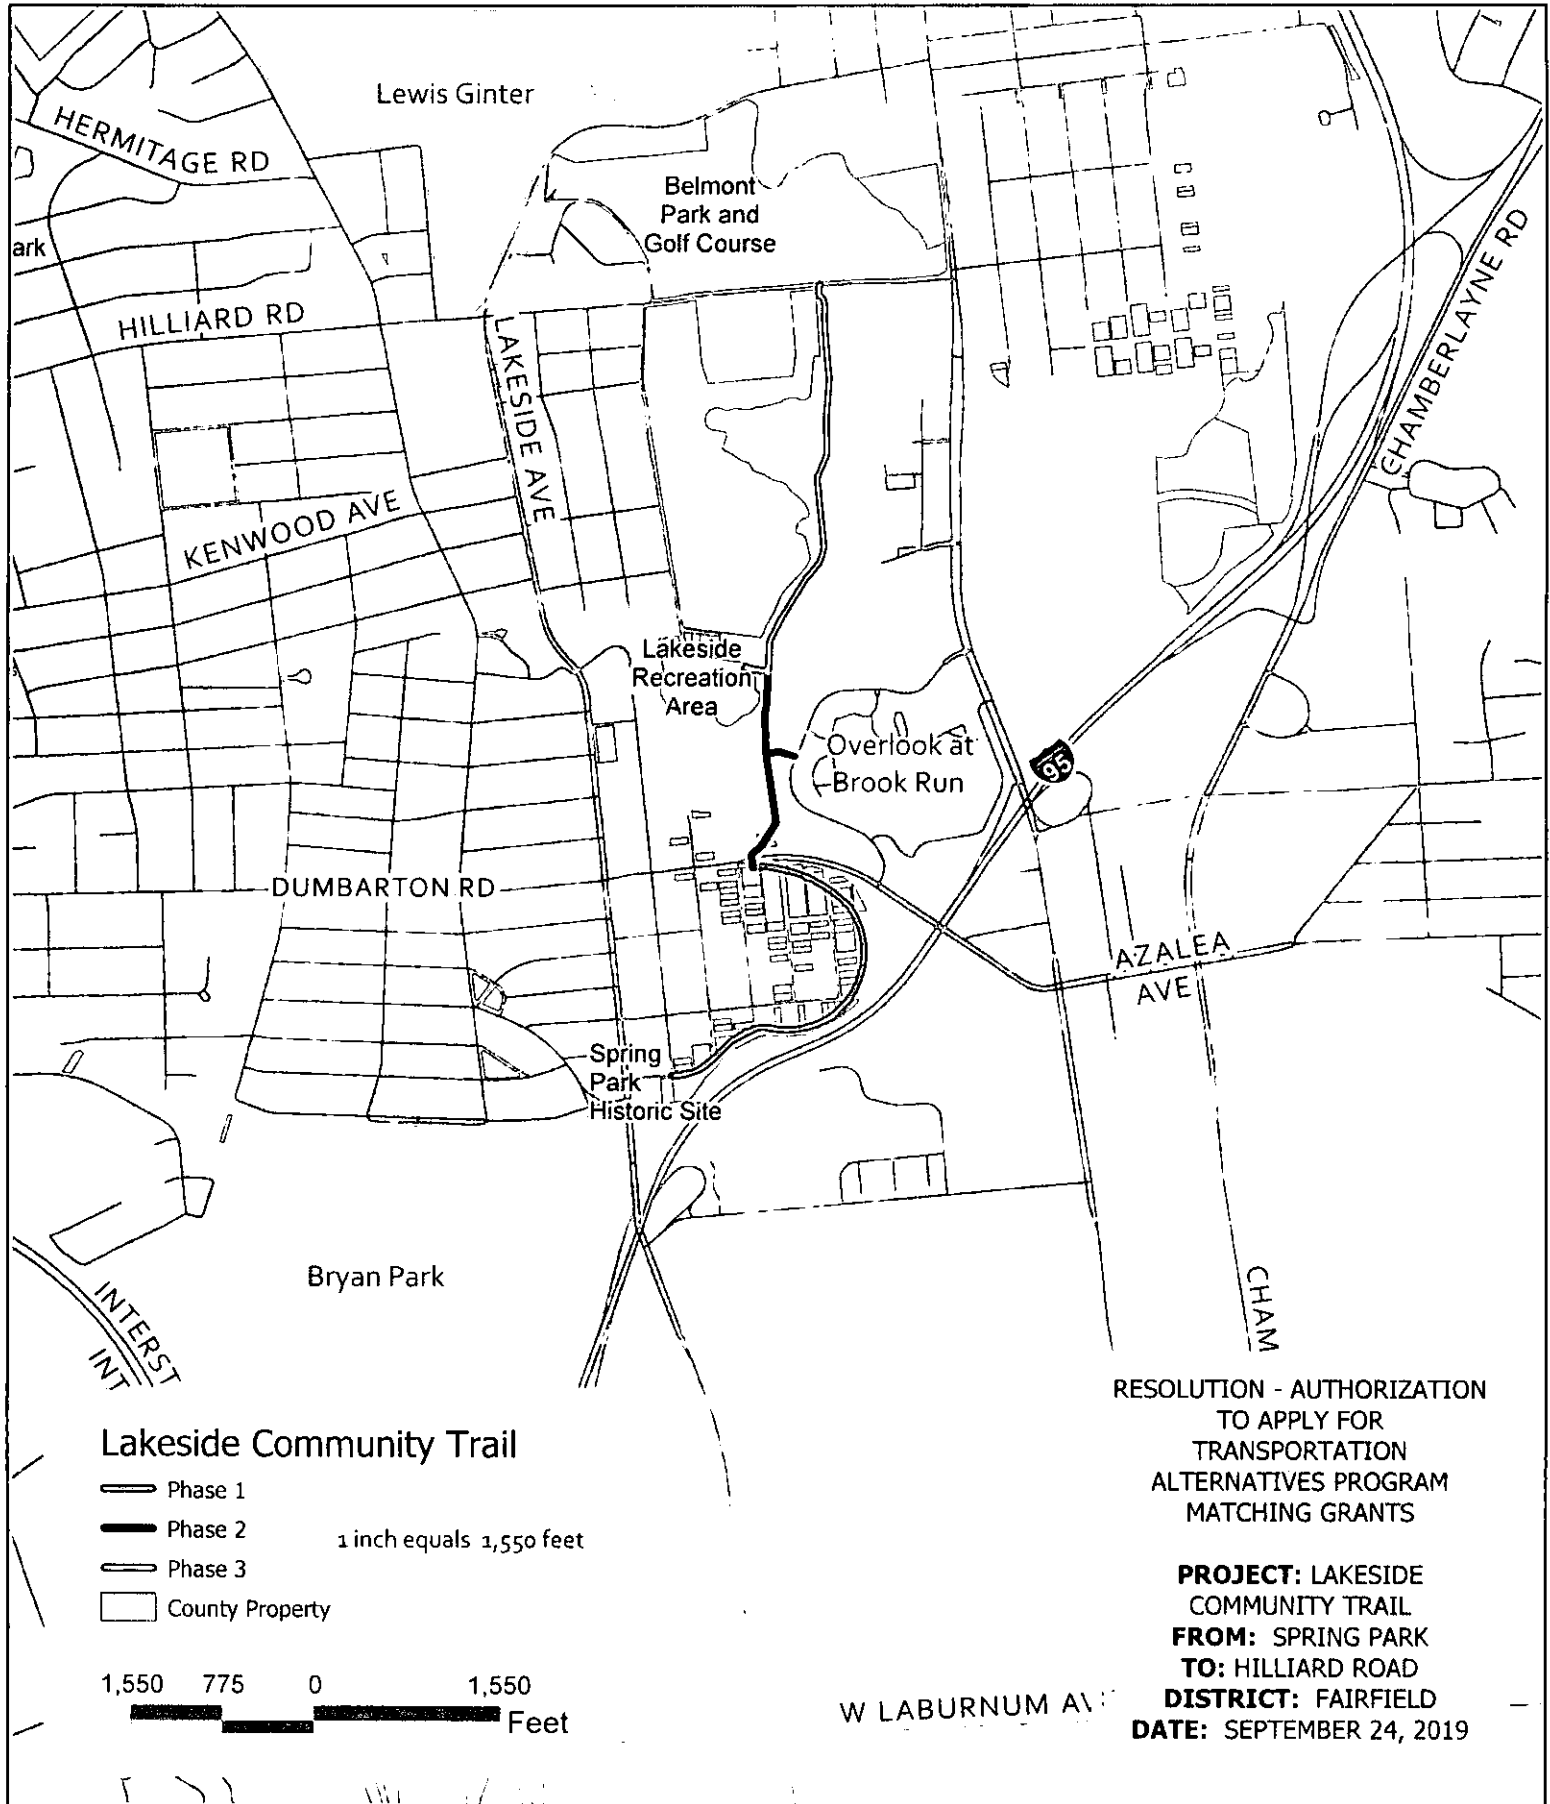 Lewis Ginter
HERMITAGE RD
Belmont
Park and
Golf Course
ark
HILLIARD RD
LAKESIDE AVE
CHAMBERLAYNE RD
KENWOOD AVE
Lakeside
Recreation
Area
Overlook at
Brook Run
95
DUMBARTON RD
AZALEA
AVE
Spring
Park
Historic Site
Bryan Park
INTERST
INT
CHAM
RESOLUTION - AUTHORIZATION
TO APPLY FOR
TRANSPORTATION
ALTERNATIVES PROGRAM
MATCHING GRANTS
Lakeside Community Trail
Phase 1
Phase 2
1 inch equals 1,550 feet
Phase 3
County Property
PROJECT: LAKESIDE
COMMUNITY TRAIL
FROM: SPRING PARK
TO: HILLIARD ROAD
DISTRICT: FAIRFIELD
DATE: SEPTEMBER 24, 2019
1,550 775 0 1,550
Feet
W LABURNUM